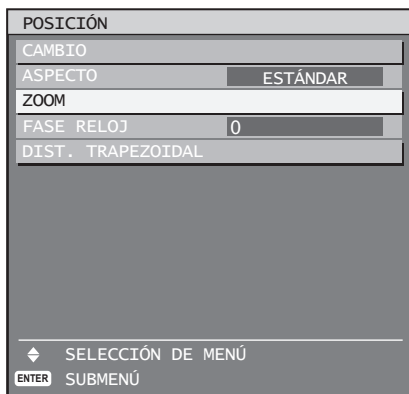 POSICIÓN
CAMBIO
ASPECTO ESTÁNDAR
ZOOM
FASE RELOJ 0
DIST. TRAPEZOIDAL
SELECCIÓN DE MENÚ
ENTER SUBMENÚ